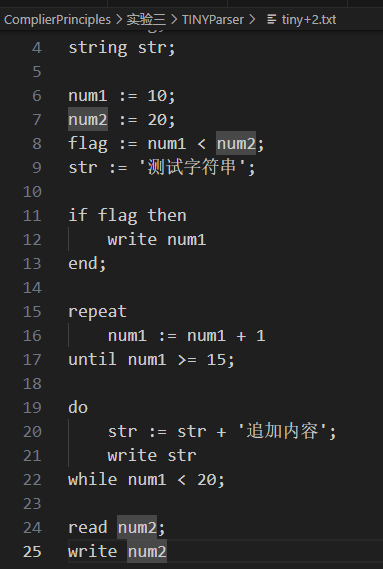 ComplierPrinciples > 实验三 > TINYParser > tiny+2.txt
4 string str;
5
6 num1 := 10;
7 num2 := 20;
8 flag := num1 < num2;
9 str := '测试字符串';
10
11 if flag then
12 write num1
13 end;
14
15 repeat
16 num1 := num1 + 1
17 until num1 >= 15;
18
19 do
20 str := str + '追加内容';
21 write str
22 while num1 < 20;
23
24 read num2;
25 write num2